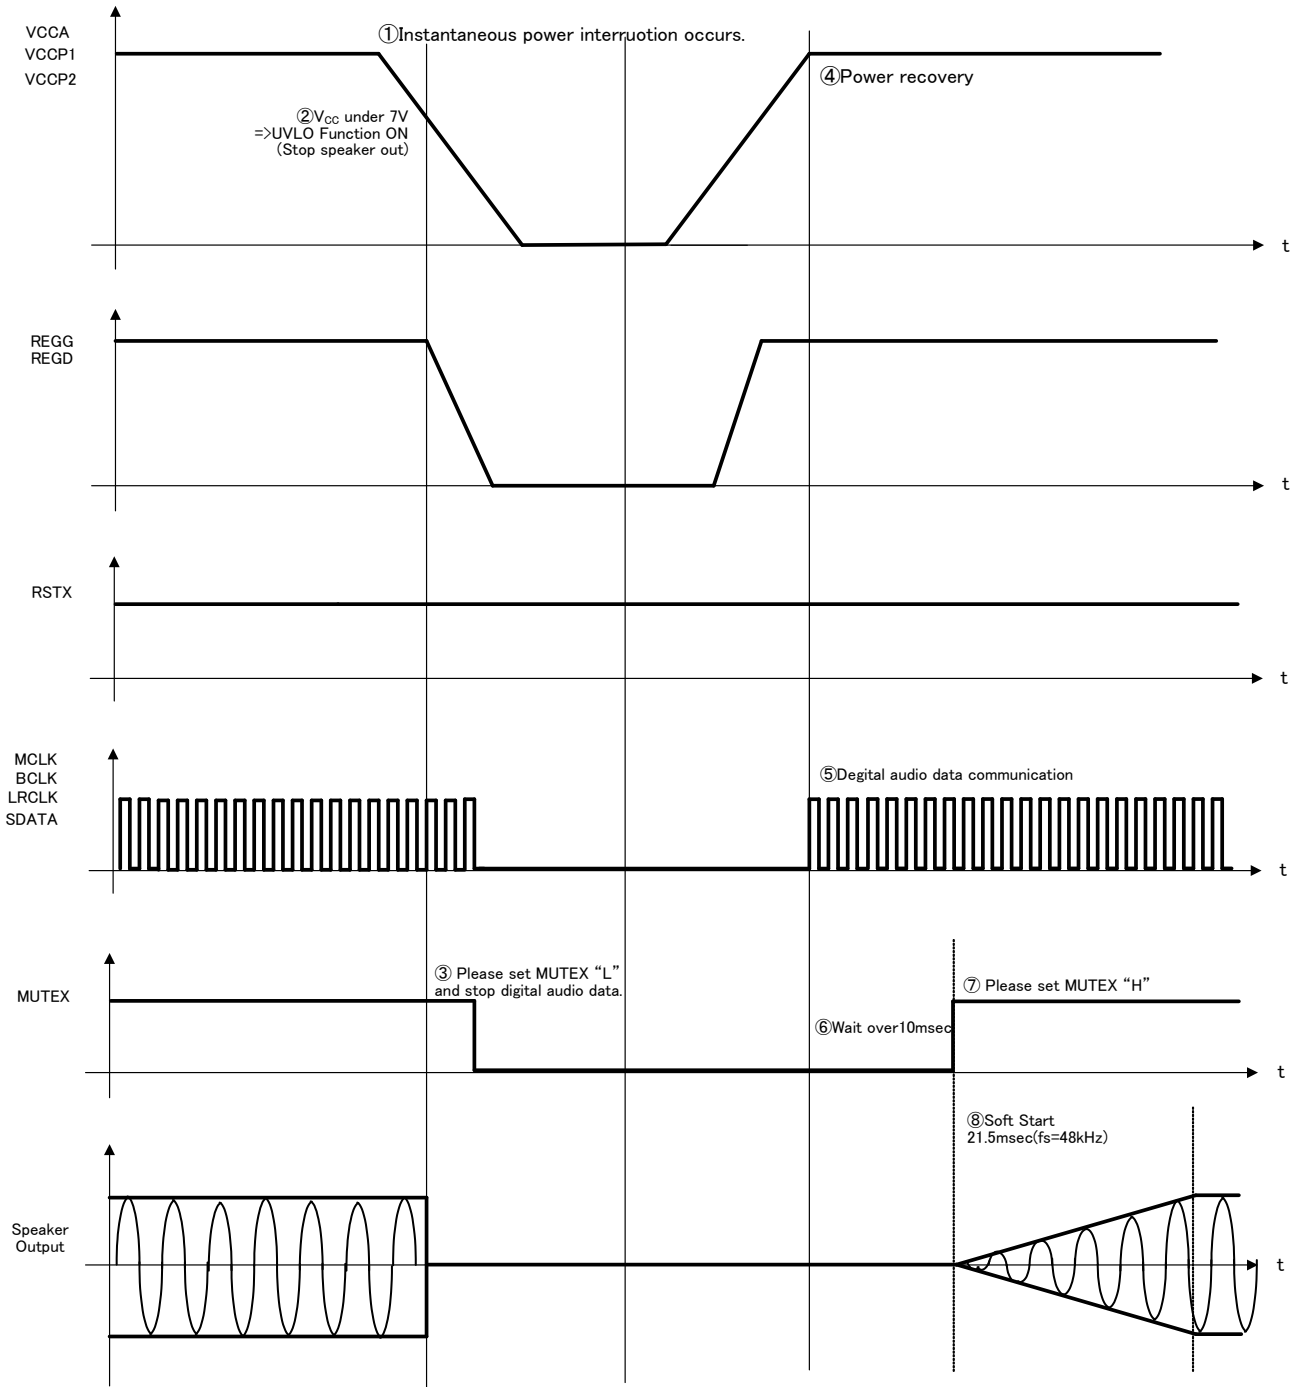 VCCA
VCCP1
VCCP2
①Instantaneous power interruotion occurs.
④Power recovery
②VCC under 7V
=>UVLO Function ON
(Stop speaker out)
t
REGG
REGD
t
RSTX
t
MCLK
BCLK
LRCLK
SDATA
⑤Degital audio data communication
t
MUTEX
③ Please set MUTEX “L”
and stop digital audio data.
⑦ Please set MUTEX “H”
⑥Wait over10msec
t
⑧Soft Start
21.5msec(fs=48kHz)
Speaker
Output
t